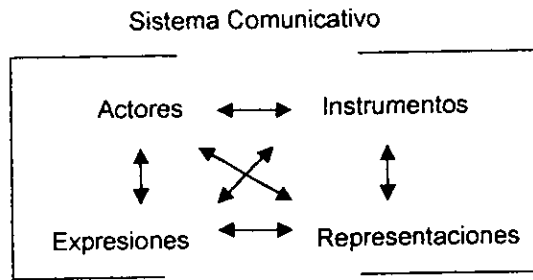 Sistema Comunicativo
Actores Instrumentos
Expresiones Representaciones